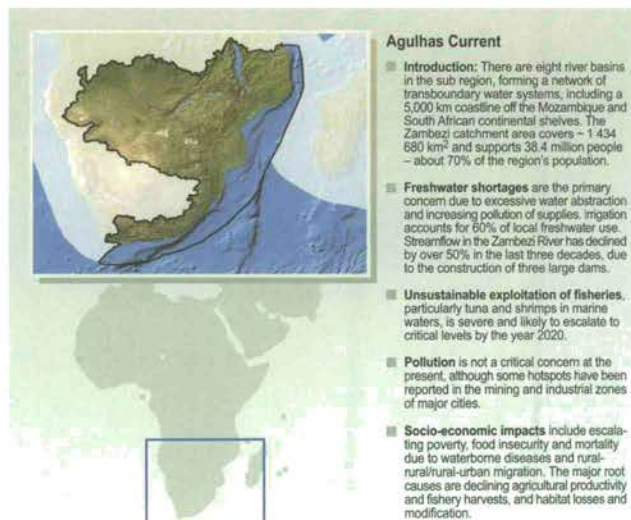 Agulhas Current
Introduction: There are eight river basins
in the sub region, forming a network of
transboundary water systems, including a
5,000 km coastline off the Mozambique and
South African continental shelves. The
Zambezi catchment area covers ~ 1 434
680 km² and supports 38.4 million people
– about 70% of the region's population.
Freshwater shortages are the primary
concern due to excessive water abstraction
and increasing pollution of supplies. Irrigation
accounts for 60% of local freshwater use.
Streamflow in the Zambezi River has declined
by over 50% in the last three decades, due
to the construction of three large dams.
Unsustainable exploitation of fisheries,
particularly tuna and shrimps in marine
waters, is severe and likely to escalate to
critical levels by the year 2020.
Pollution is not a critical concern at the
present, although some hotspots have been
reported in the mining and industrial zones
of major cities.
Socio-economic impacts include escala-
ting poverty, food insecurity and mortality
due to waterborne diseases and rural-
rural/rural-urban migration. The major root
causes are declining agricultural productivity
and fishery harvests, and habitat losses and
modification.